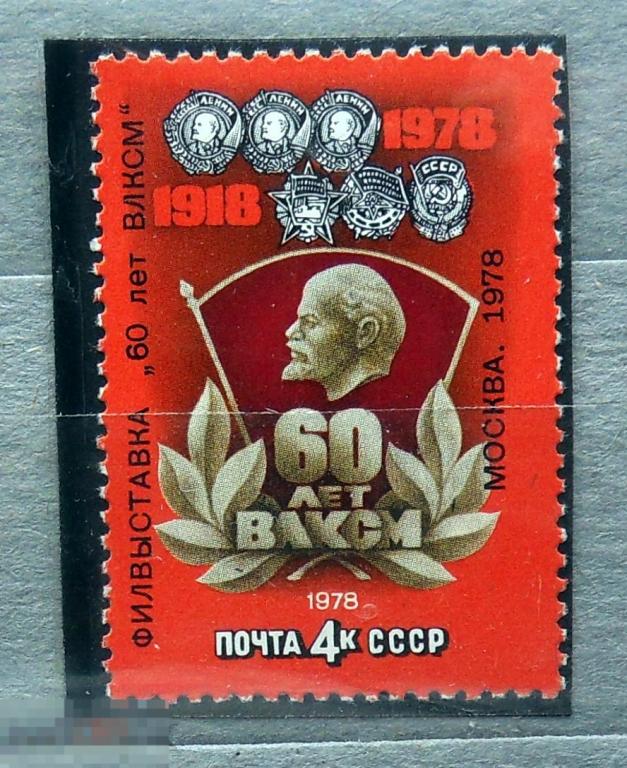 ЛЕНИН ЛЕНИН ЛЕНИН
1978
1918
СССР
ФИЛВЫСТАВКА „60 лет ВЛКСМ“
МОСКВА. 1978
60
ЛЕТ
ВЛКСМ
1978
ПОЧТА 4К СССР